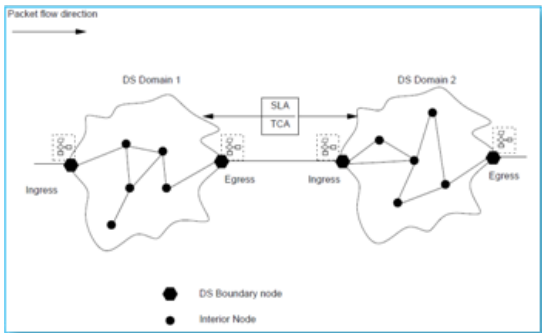 Packet flow direction
DS Domain 1
DS Domain 2
SLA
TCA
Ingress
Egress
Ingress
Egress
DS Boundary node
Interior Node